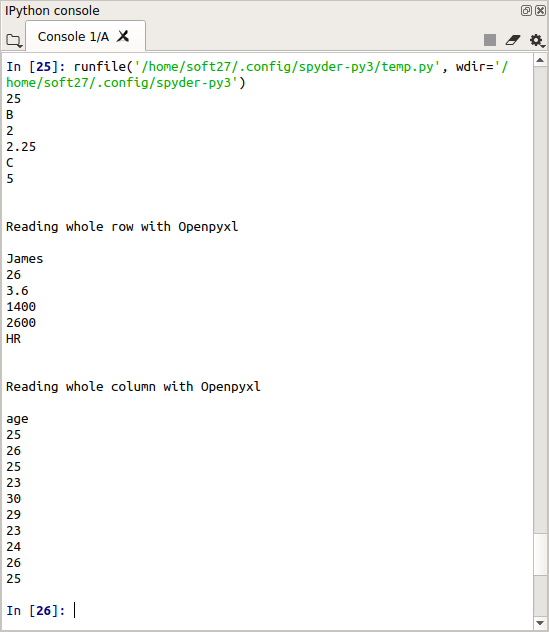 IPython console
Console 1/A
In [25]: runfile('/home/soft27/.config/spyder-py3/temp.py', wdir='/
home/soft27/.config/spyder-py3')
25
B
2
2.25
C
5
Reading whole row with Openpyxl
James
26
3.6
1400
2600
HR
Reading whole column with Openpyxl
age
25
26
25
23
30
29
23
24
26
25
In [26]: